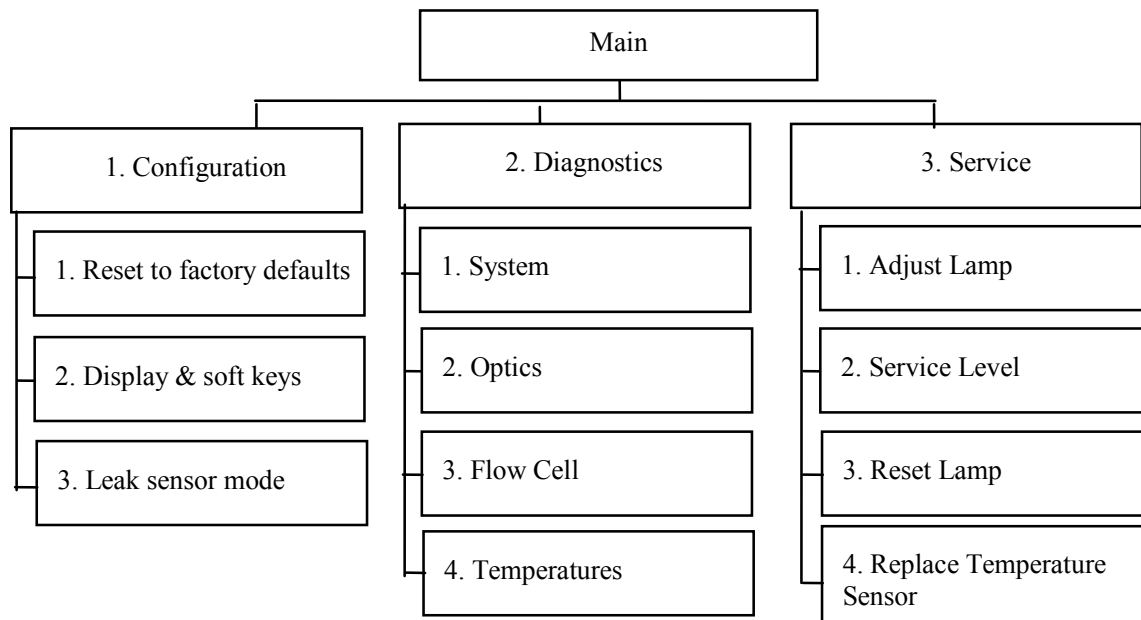 Main
1. Configuration
1. Reset to factory defaults
2. Display & soft keys
3. Leak sensor mode
2. Diagnostics
1. System
2. Optics
3. Flow Cell
4. Temperatures
3. Service
1. Adjust Lamp
2. Service Level
3. Reset Lamp
4. Replace Temperature
Sensor